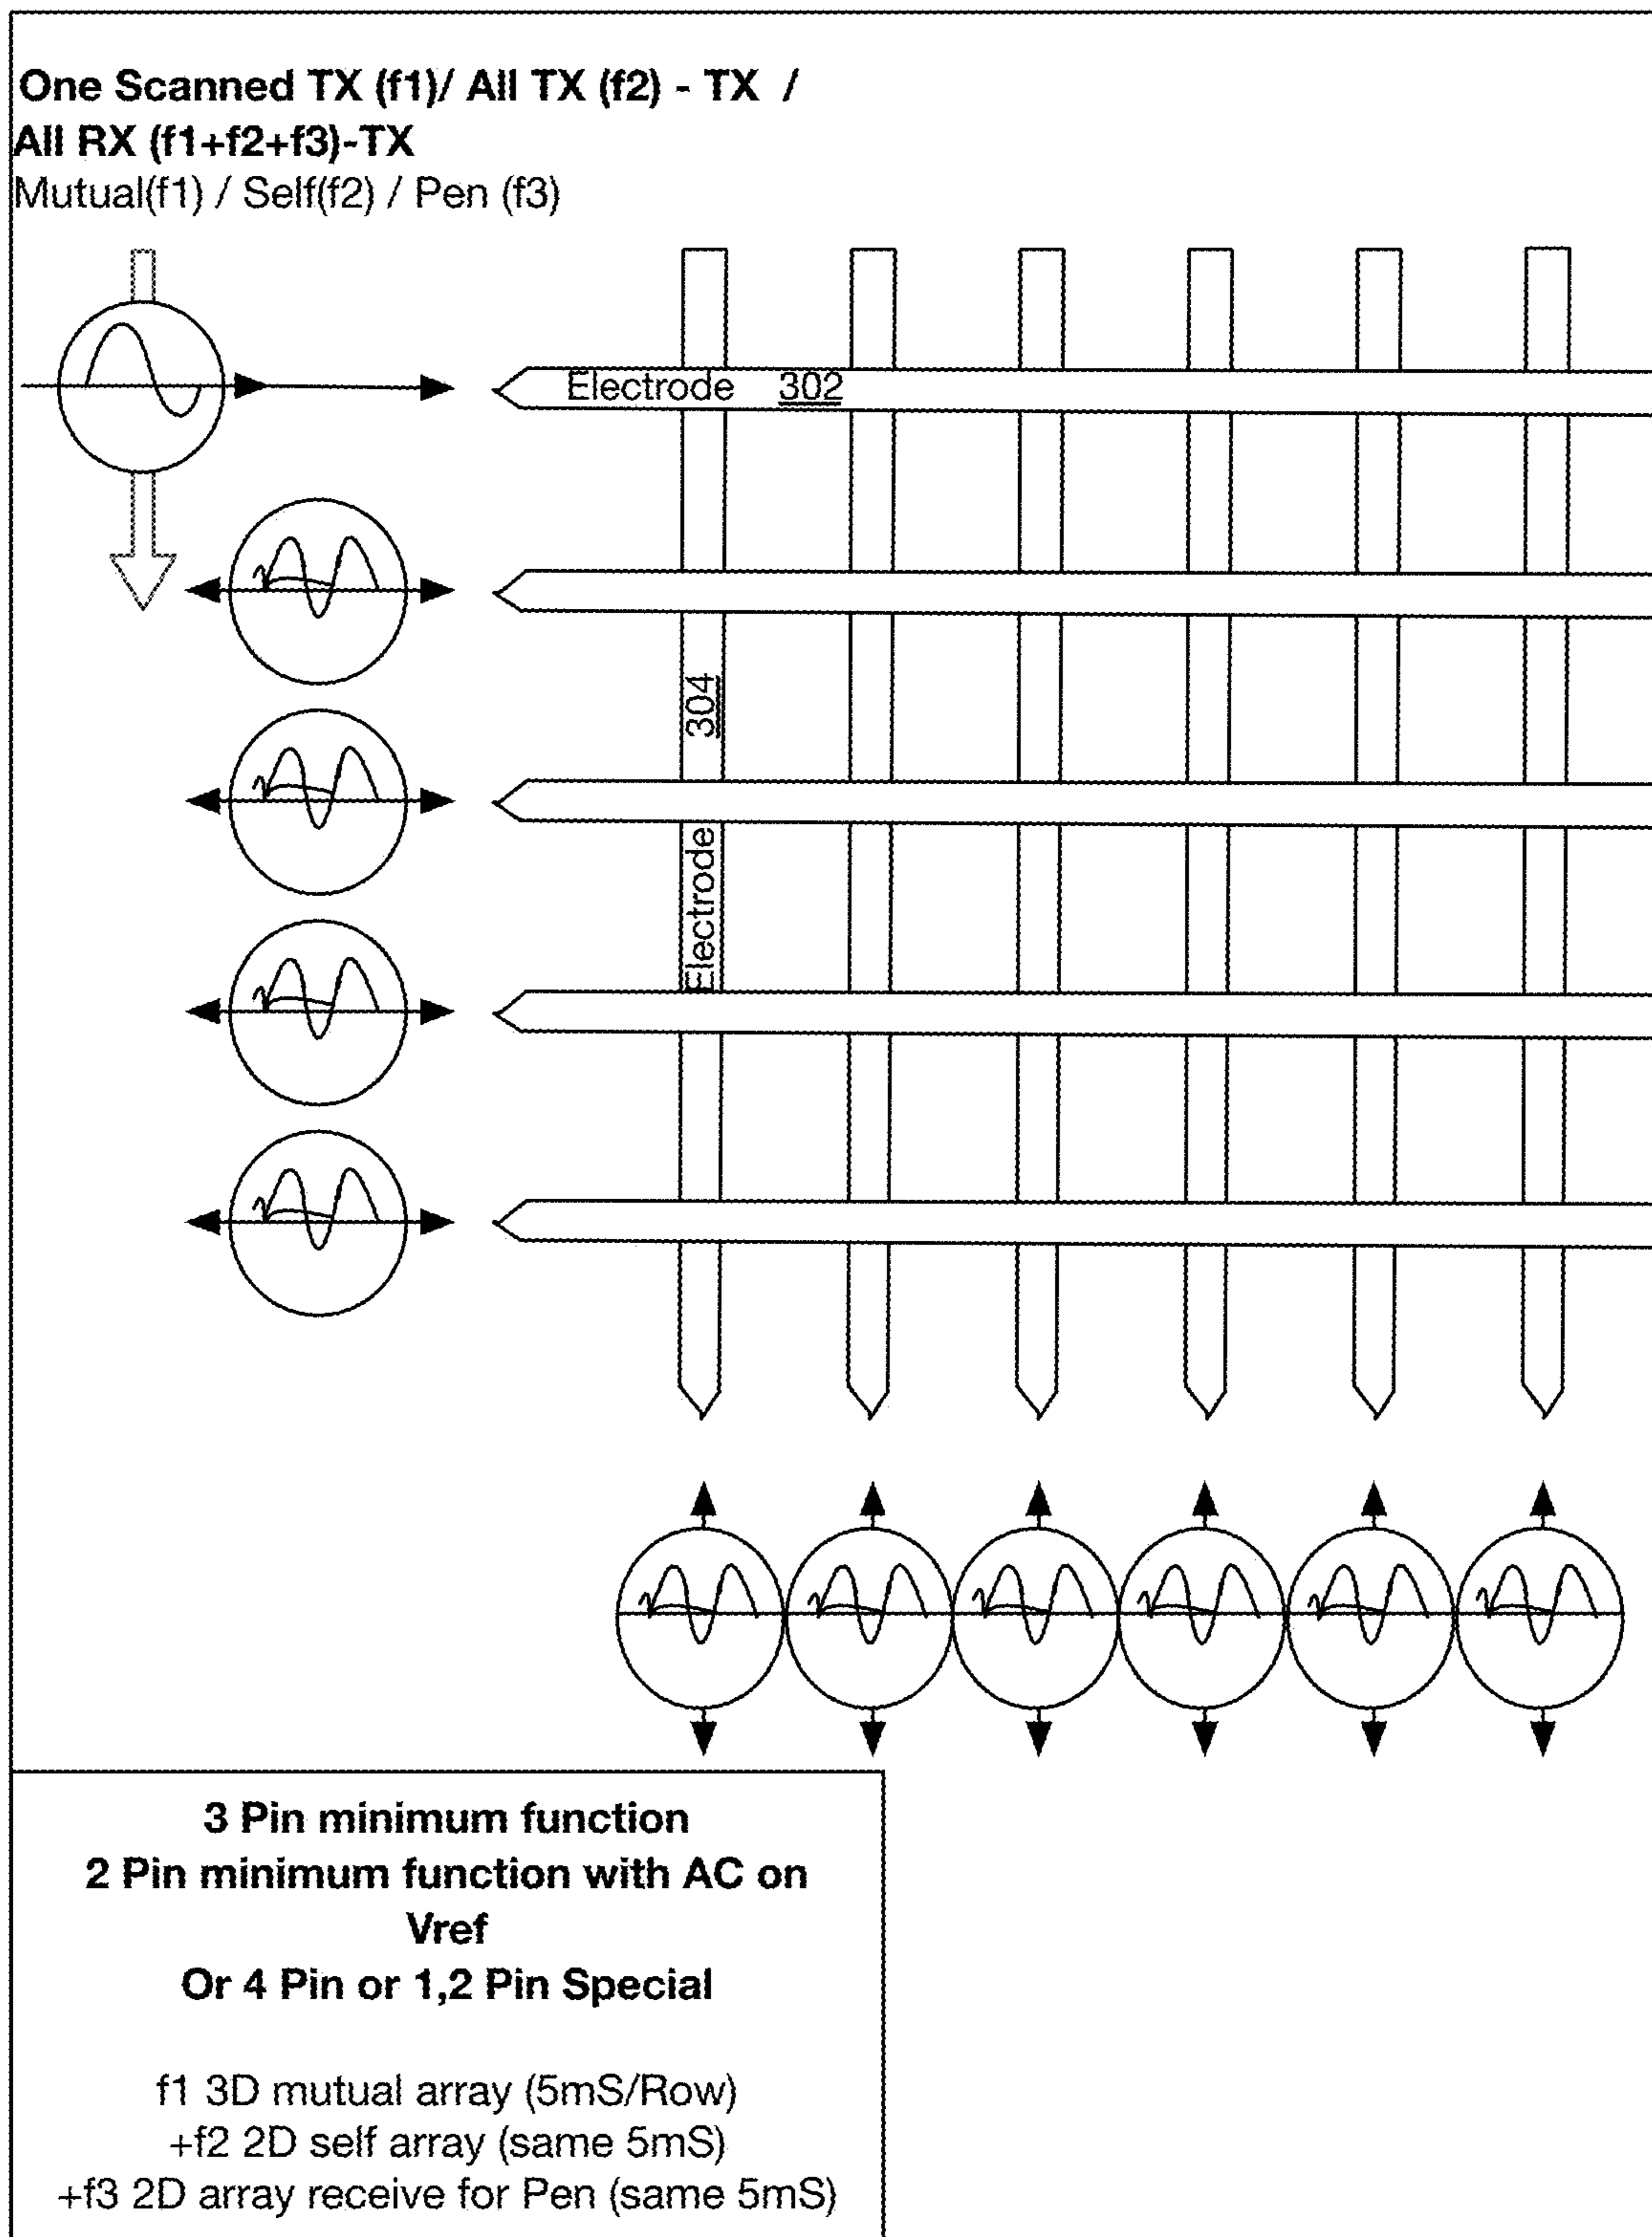 One Scanned TX (f1)/ All TX (f2) - TX /
All RX (f1+f2+f3)-TX
Mutual(f1) / Self(f2) / Pen (f3)
Electrode 302
Electrode 304
3 Pin minimum function
2 Pin minimum function with AC on
Vref
Or 4 Pin or 1,2 Pin Special
f1 3D mutual array (5mS/Row)
+f2 2D self array (same 5mS)
+f3 2D array receive for Pen (same 5mS)